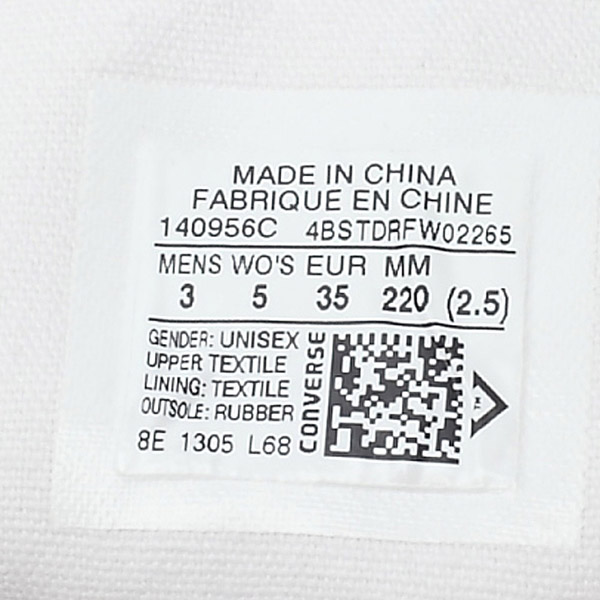 MADE IN CHINA
FABRIQUE EN CHINE
140956C 4BSTDRFW02265
MENS WO'S EUR MM
3 5 35 220 (2.5)
GENDER: UNISEX
UPPER TEXTILE
LINING: TEXTILE
OUTSOLE: RUBBER
8E 1305 L68
CONVERSE
TM